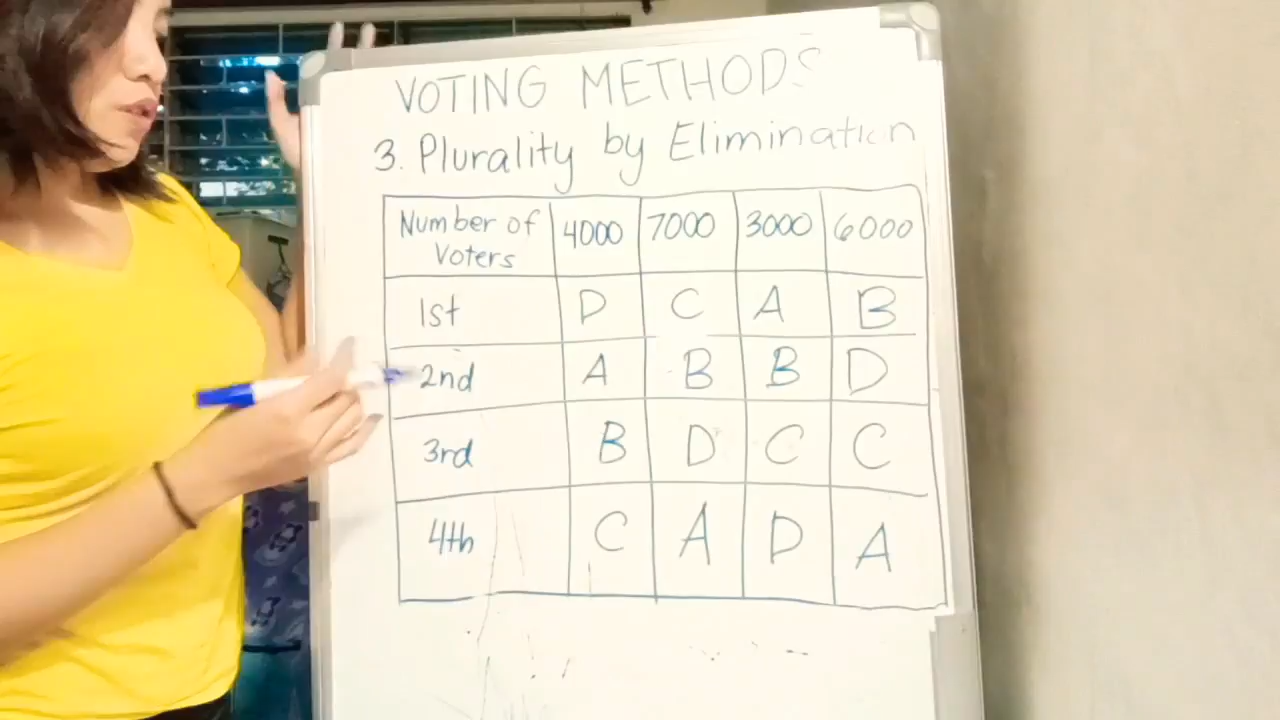 VOTING METHODS
3. Plurality by Elimination
Number of Voters 4000 7000 3000 6000
1st D C A B
2nd A B B D
3rd B D C C
4th C A D A